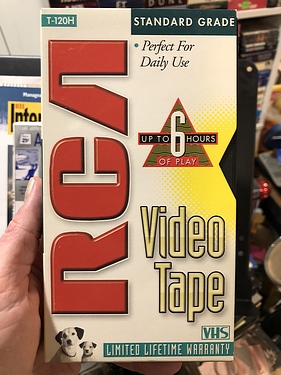 T-120H
STANDARD GRADE
• Perfect For
Daily Use
RCA
UP TO 6 HOURS
OF PLAY
Video
Tape
VHS
LIMITED LIFETIME WARRANTY